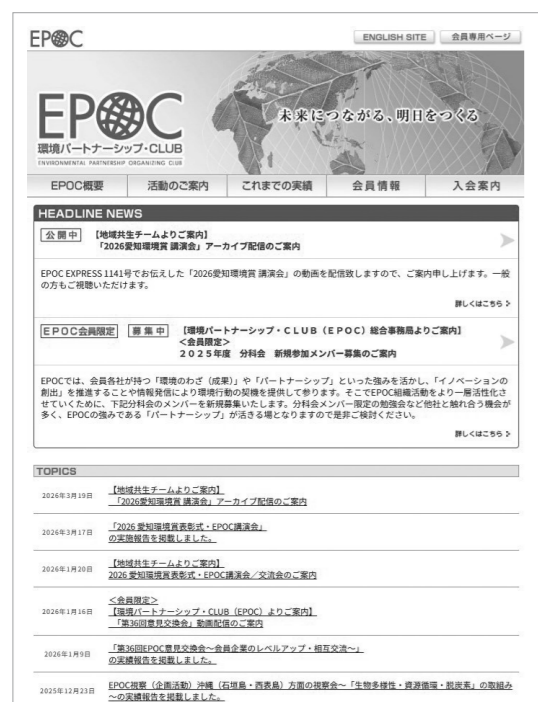 EPOC
ENGLISH SITE
会員専用ページ
EPOC
環境パートナーシップ・CLUB
ENVIRONMENTAL PARTNERSHIP ORGANIZING CLUB
未来につながる、明日をつくる
EPOC概要
活動のご案内
これまでの実績
会員情報
入会案内
HEADLINE NEWS
公開中
【地域共生チームよりご案内】
「2026愛知環境賞 講演会」アーカイブ配信のご案内
EPOC EXPRESS 1141号でお伝えした「2026愛知環境賞 講演会」の動画を配信致しますので、ご案内申し上げます。一般
の方もご視聴いただけます。
詳しくはこちら
EPOC会員限定
募集中
【環境パートナーシップ・CLUB（EPOC）総合事務局よりご案内】
＜会員限定＞
２０２５年度　分科会　新規参加メンバー募集のご案内
EPOCでは、会員各社が持つ「環境のわざ（成果）」や「パートナーシップ」といった強みを活かし、「イノベーションの
創出」を推進することや情報発信により環境行動の契機を提供して参ります。そこでEPOC組織活動をより一層活性化さ
せていくために、下記分科会のメンバーを新規募集いたします。分科会メンバー限定の勉強会など他社と触れ合う機会が
多く、EPOCの強みである「パートナーシップ」が活きる場となりますので是非ご検討ください。
詳しくはこちら
TOPICS
2026年3月19日
【地域共生チームよりご案内】
「2026愛知環境賞 講演会」アーカイブ配信のご案内
2026年3月17日
「2026 愛知環境賞表彰式・EPOC講演会」
の実施報告を掲載しました。
2026年1月20日
【地域共生チームよりご案内】
2026 愛知環境賞表彰式・EPOC講演会／交流会のご案内
2026年1月16日
＜会員限定＞
【環境パートナーシップ・CLUB（EPOC）よりご案内】
「第36回意見交換会」動画配信のご案内
2026年1月9日
「第36回EPOC意見交換会～会員企業のレベルアップ・相互交流～」
の実績報告を掲載しました。
2025年12月23日
EPOC視察（企画活動）沖縄（石垣島・西表島）方面の視察会～「生物多様性・資源循環・脱炭素」の取組み
～の実績報告を掲載しました。